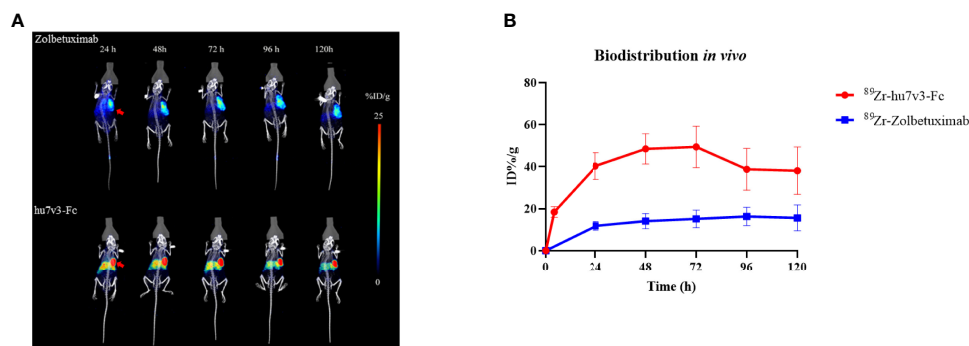 A
Zolbetuximab
24 h 48h 72 h 96 h 120h
%ID/g
25
0
hu7v3-Fc
B
Biodistribution in vivo
80
60
40
20
0
ID%/g
0 24 48 72 96 120
Time (h)
89Zr-hu7v3-Fc
89Zr-Zolbetuximab